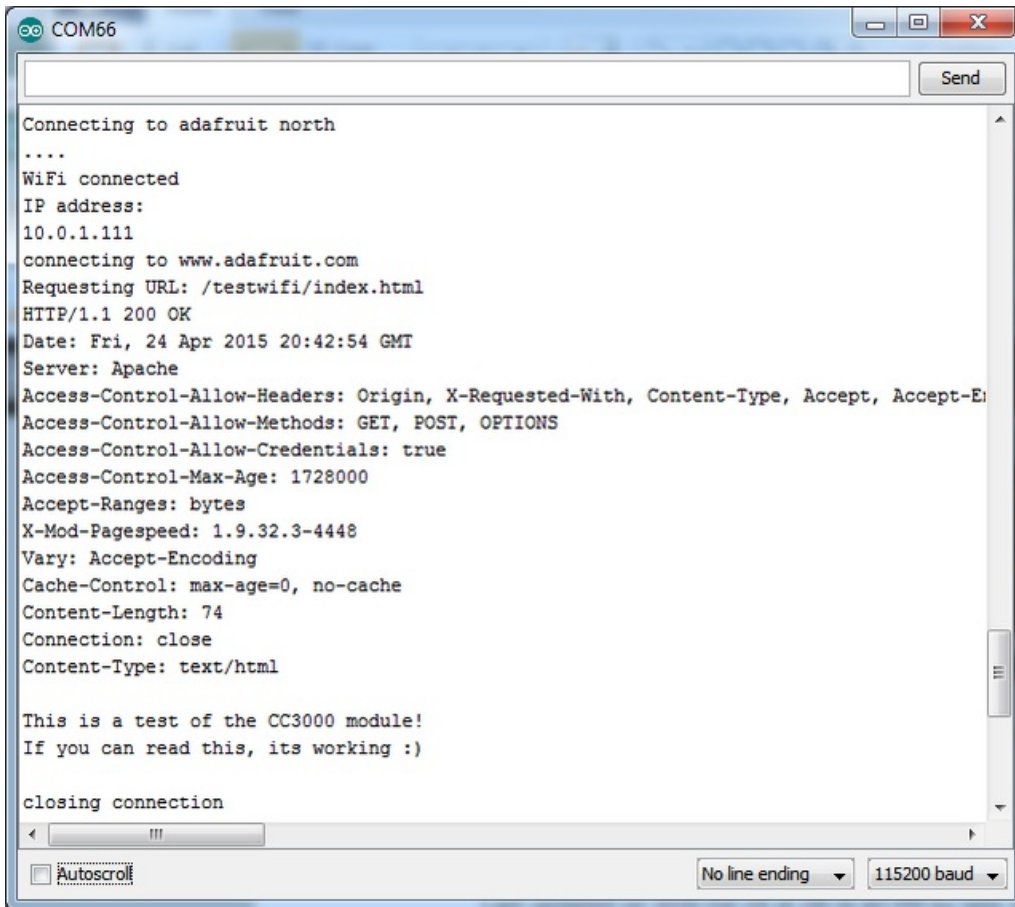 COM66
Send
Connecting to adafruit north
....
WiFi connected
IP address:
10.0.1.111
connecting to www.adafruit.com
Requesting URL: /testwifi/index.html
HTTP/1.1 200 OK
Date: Fri, 24 Apr 2015 20:42:54 GMT
Server: Apache
Access-Control-Allow-Headers: Origin, X-Requested-With, Content-Type, Accept,
Access-Control-Allow-Methods: GET, POST, OPTIONS
Access-Control-Allow-Credentials: true
Access-Control-Max-Age: 1728000
Accept-Ranges: bytes
X-Mod-Pagespeed: 1.9.32.3-4448
Vary: Accept-Encoding
Cache-Control: max-age=0, no-cache
Content-Length: 74
Connection: close
Content-Type: text/html
This is a test of the CC3000 module!
If you can read this, its working :)
closing connection
Autoscroll
No line ending
115200 baud